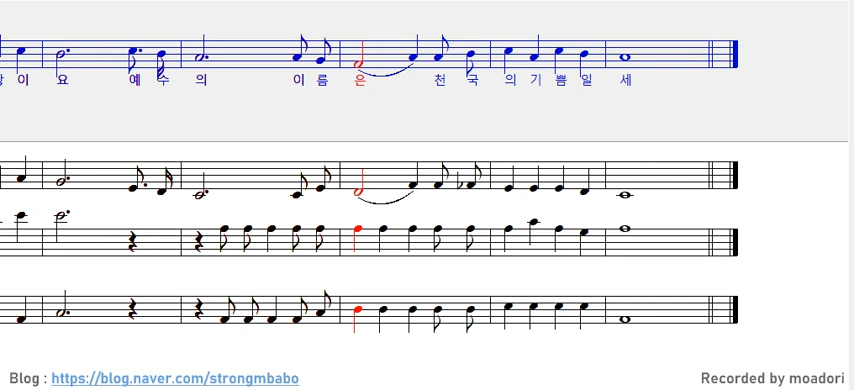 이 요 예 수 의 이 름 은 천 국 의 기 쁨 일 세
Blog : https://blog.naver.com/strongmbabo
Recorded by moadori